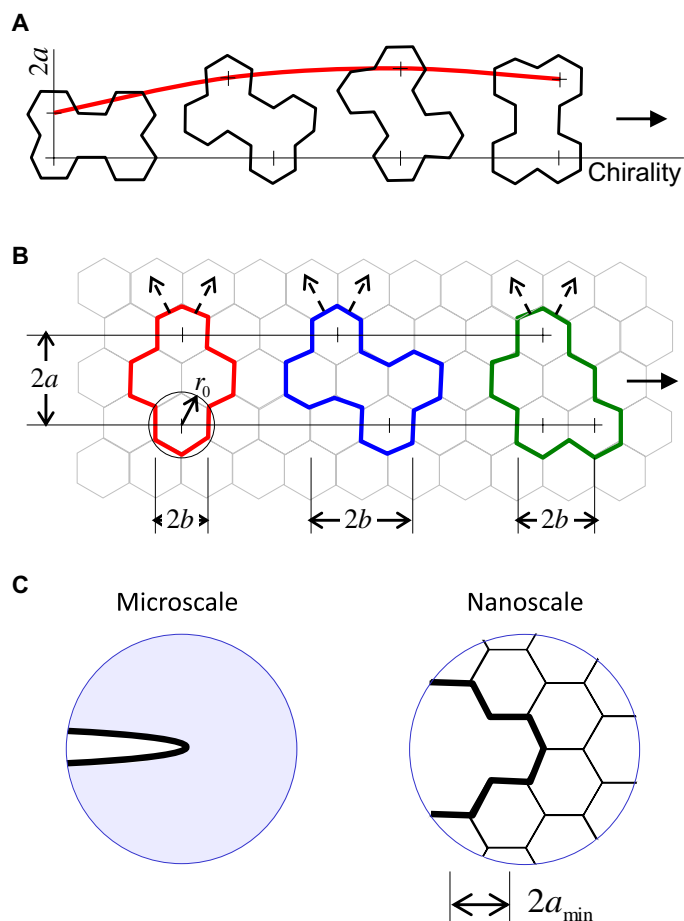 A
2a
Chirality
B
2a
r₀
2b
2b
2b
C
Microscale
Nanoscale
2aₘᵢₙ